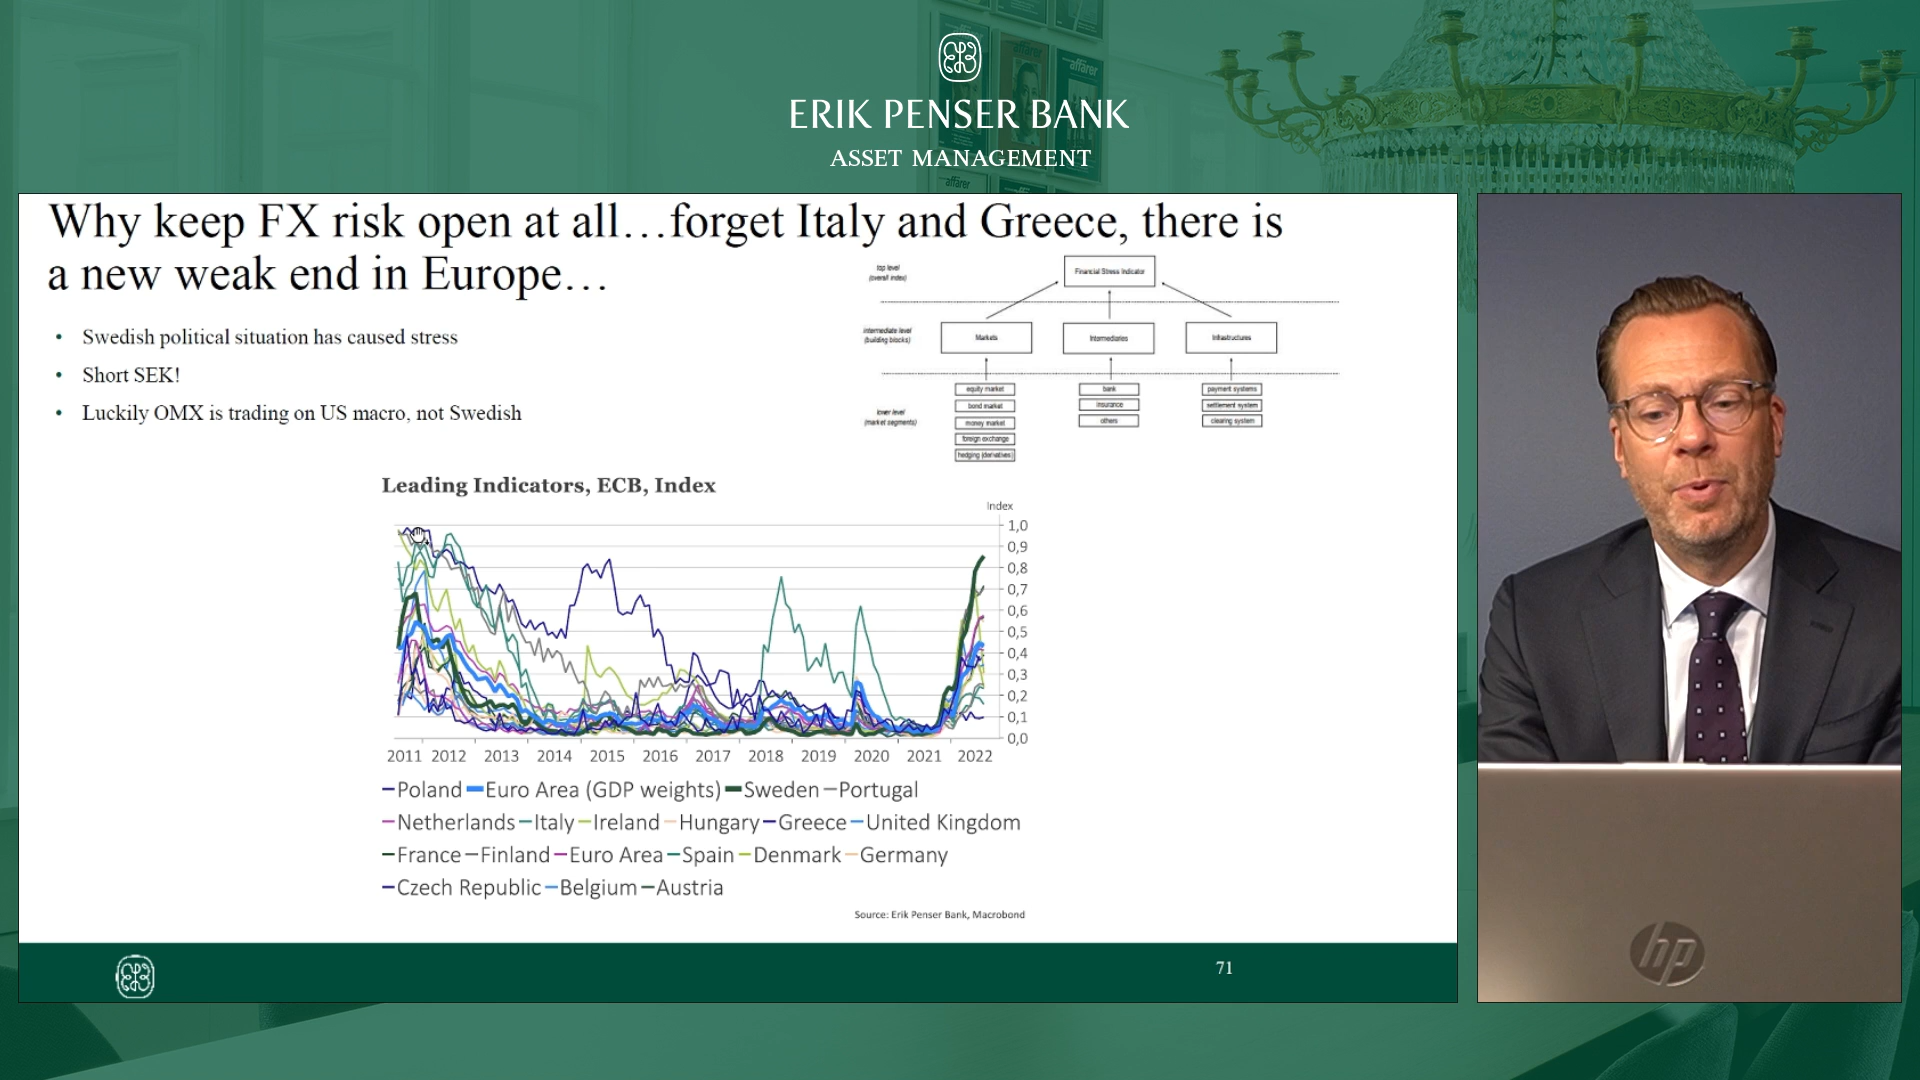 affärer
affärer
affärer
ERIK PENSER BANK
ASSET MANAGEMENT
Why keep FX risk open at all…forget Italy and Greece, there is
a new weak end in Europe…
• Swedish political situation has caused stress
• Short SEK!
• Luckily OMX is trading on US macro, not Swedish
top level
(overall index)
Financial Stress Indicator
intermediate level
(building blocks)
Markets
Intermediaries
Infrastructures
lower level
(market segments)
equity market
bond market
money market
foreign exchange
hedging (derivatives)
bank
insurance
others
payment systems
settlement system
clearing system
Leading Indicators, ECB, Index
Index
1,0
0,9
0,8
0,7
0,6
0,5
0,4
0,3
0,2
0,1
0,0
2011 2012 2013 2014 2015 2016 2017 2018 2019 2020 2021 2022
Poland Euro Area (GDP weights) Sweden Portugal
Netherlands Italy Ireland Hungary Greece United Kingdom
France Finland Euro Area Spain Denmark Germany
Czech Republic Belgium Austria
Source: Erik Penser Bank, Macrobond
71
hp